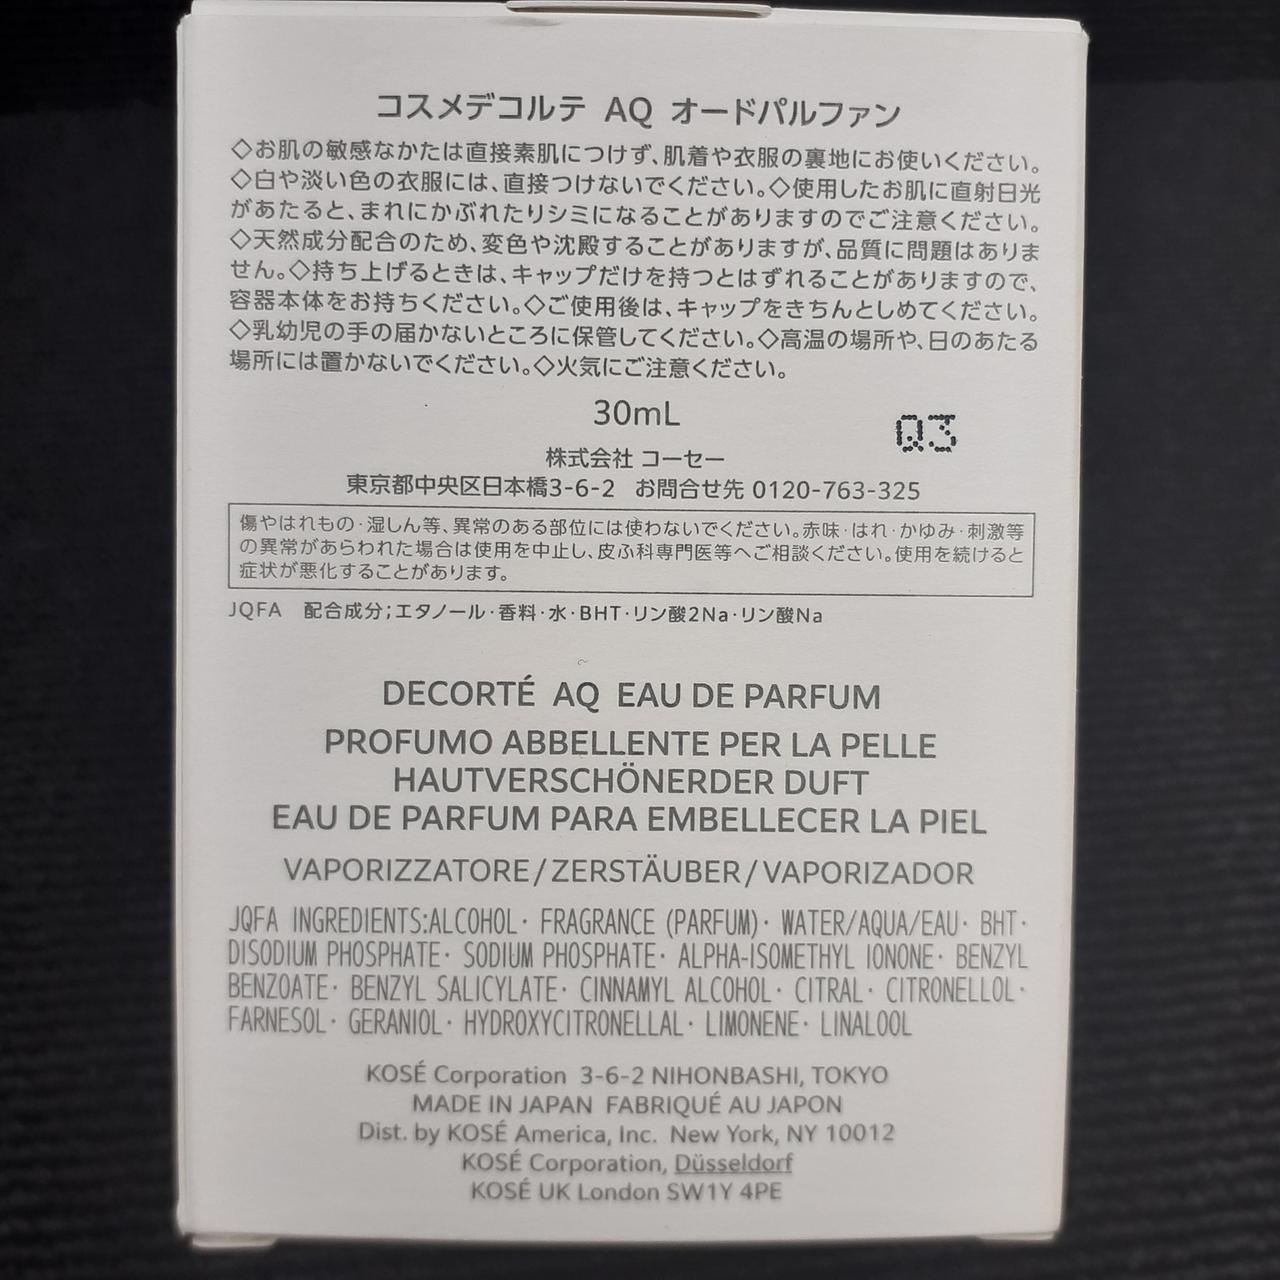 コスメデコルテ AQ オードパルファン
◇お肌の敏感なかたは直接素肌につけず、肌着や衣服の裏地にお使いください。
◇白や淡い色の衣服には、直接つけないでください。◇使用したお肌に直射日光
があたると、まれにかぶれたりシミになることがありますのでご注意ください。
◇天然成分配合のため、変色や沈殿することがありますが、品質に問題はありま
せん。◇持ち上げるときは、キャップだけを持つとはずれることがありますので、
容器本体をお持ちください。◇ご使用後は、キャップをきちんとしめてください。
◇乳幼児の手の届かないところに保管してください。◇高温の場所や、日のあたる
場所には置かないでください。◇火気にご注意ください。
30mL
Q3
株式会社 コーセー
東京都中央区日本橋3-6-2 お問合せ先 0120-763-325
傷やはれもの・湿しん等、異常のある部位には使わないでください。赤味・はれ・かゆみ・刺激等
の異常があらわれた場合は使用を中止し、皮ふ科専門医等へご相談ください。使用を続けると
症状が悪化することがあります。
JQFA 配合成分;エタノール・香料・水・BHT・リン酸2Na・リン酸Na
DECORTÉ AQ EAU DE PARFUM
PROFUMO ABBELLENTE PER LA PELLE
HAUTVERSCHÖNERDER DUFT
EAU DE PARFUM PARA EMBELLECER LA PIEL
VAPORIZZATORE/ZERSTÄUBER/VAPORIZADOR
JQFA INGREDIENTS:ALCOHOL· FRAGRANCE (PARFUM)· WATER/AQUA/EAU· BHT·
DISODIUM PHOSPHATE· SODIUM PHOSPHATE· ALPHA-ISOMETHYL IONONE· BENZYL
BENZOATE· BENZYL SALICYLATE· CINNAMYL ALCOHOL· CITRAL· CITRONELLOL·
FARNESOL· GERANIOL· HYDROXYCITRONELLAL· LIMONENE· LINALOOL
KOSÉ Corporation 3-6-2 NIHONBASHI, TOKYO
MADE IN JAPAN FABRIQUÉ AU JAPON
Dist. by KOSÉ America, Inc. New York, NY 10012
KOSÉ Corporation, Düsseldorf
KOSÉ UK London SW1Y 4PE